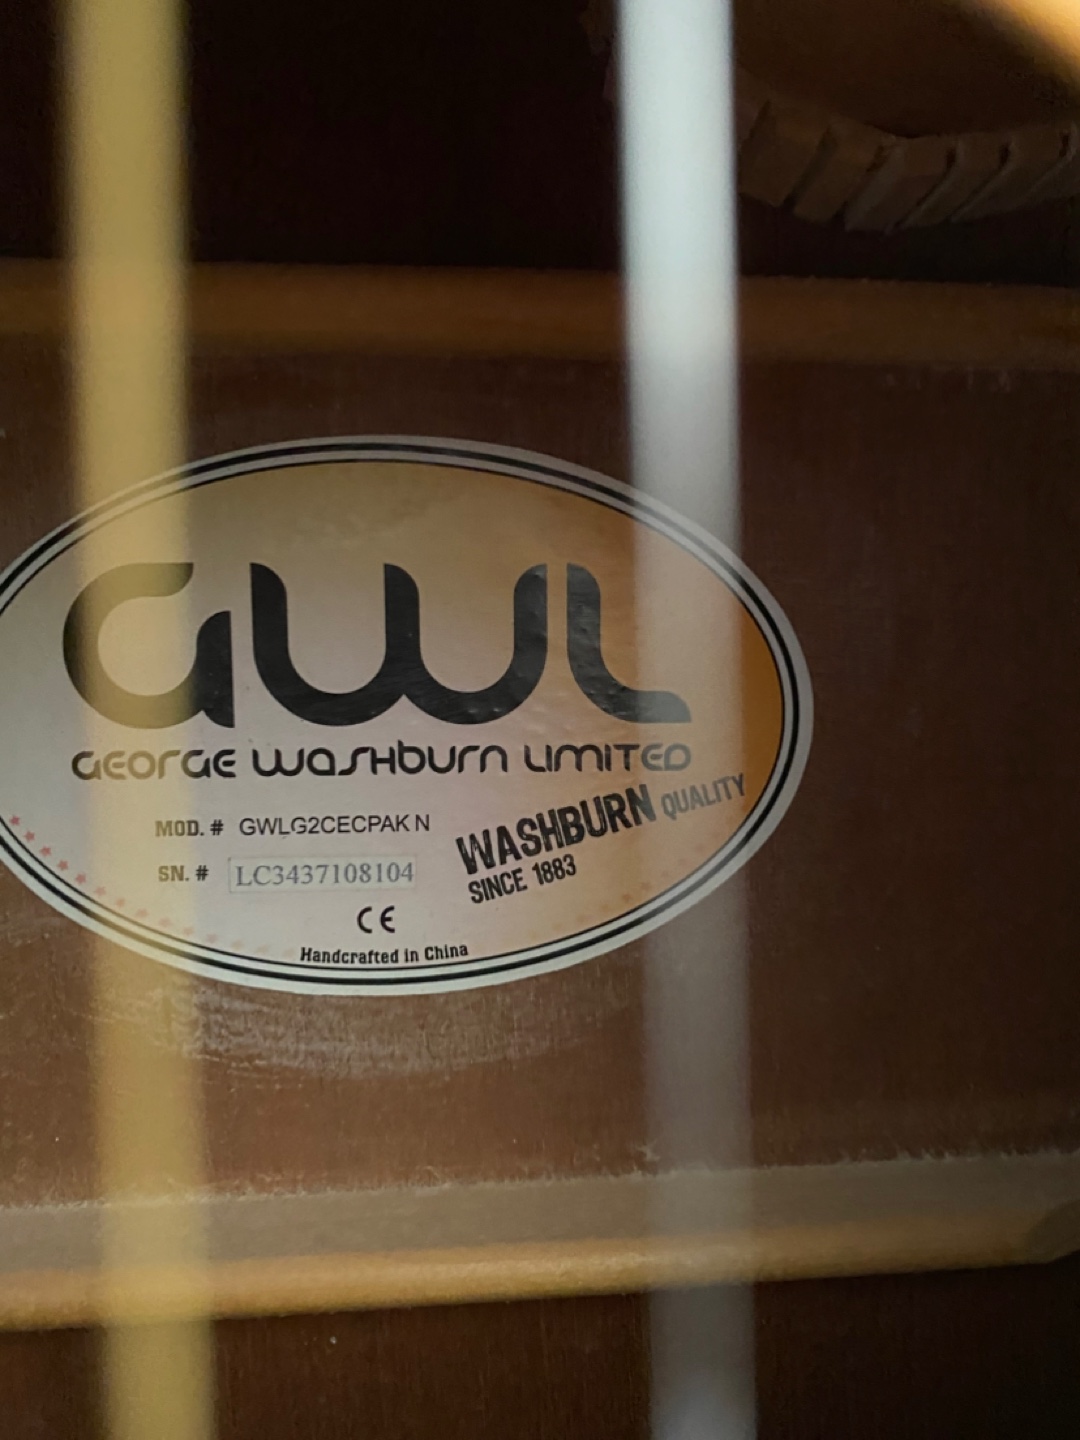 GWL
GEORGE WASHBURN LIMITED
MOD. # GWLG2CECPAK N
SN. # LC3437108104
WASHBURN QUALITY
SINCE 1883
CE
Handcrafted in China